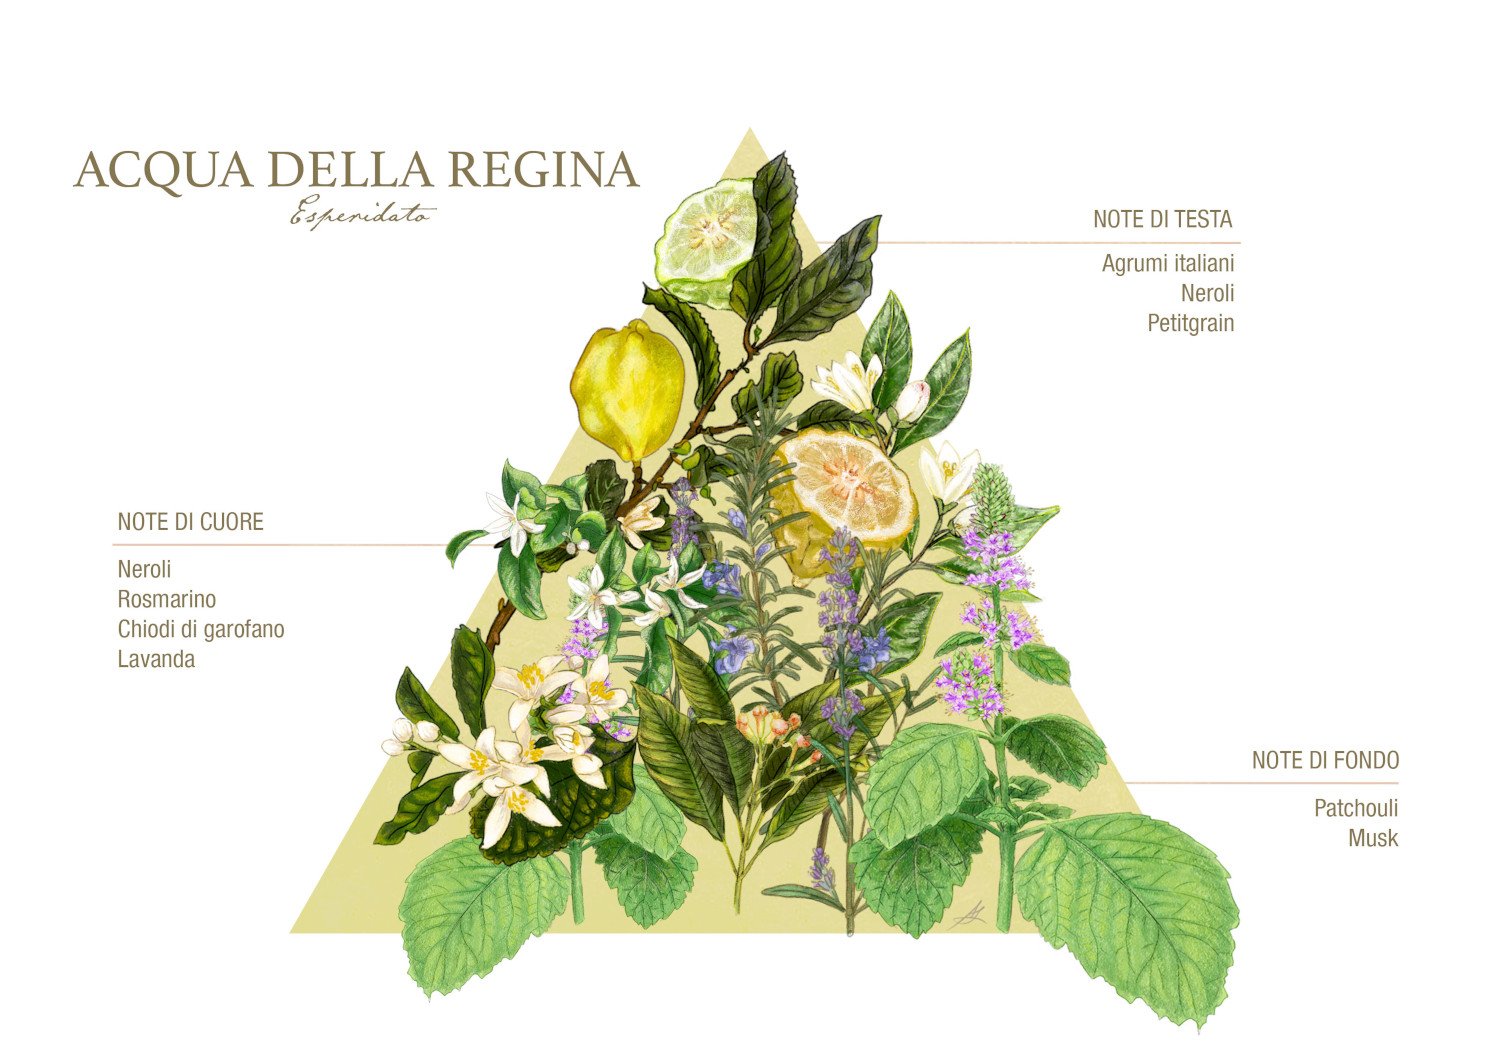 ACQUA DELLA REGINA
Esperidato
NOTE DI TESTA
Agrumi italiani
Neroli
Petitgrain
NOTE DI CUORE
Neroli
Rosmarino
Chiodi di garofano
Lavanda
NOTE DI FONDO
Patchouli
Musk